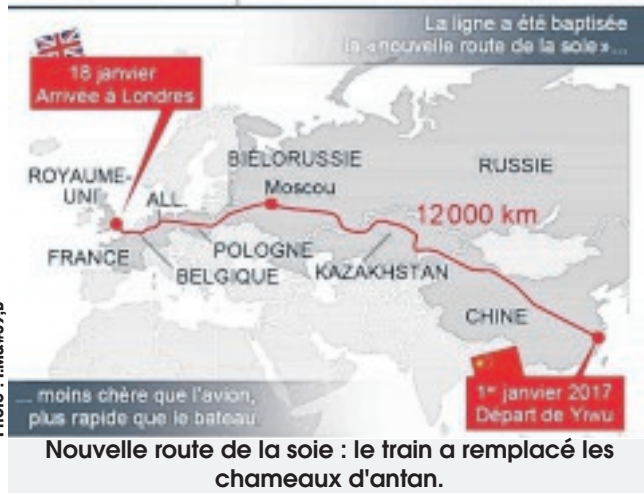 La ligne a été baptisée
la «nouvelle route de la soie»...
18 janvier
Arrivée à Londres
ROYAUME-
UNI
ALL.
BIÉLORUSSIE
RUSSIE
Moscou
12 000 km
FRANCE
POLOGNE
BELGIQUE
KAZAKHSTAN
CHINE
... moins chère que l'avion,
plus rapide que le bateau
1er janvier 2017
Départ de Yiwu
Nouvelle route de la soie : le train a remplacé les
chameaux d'antan.